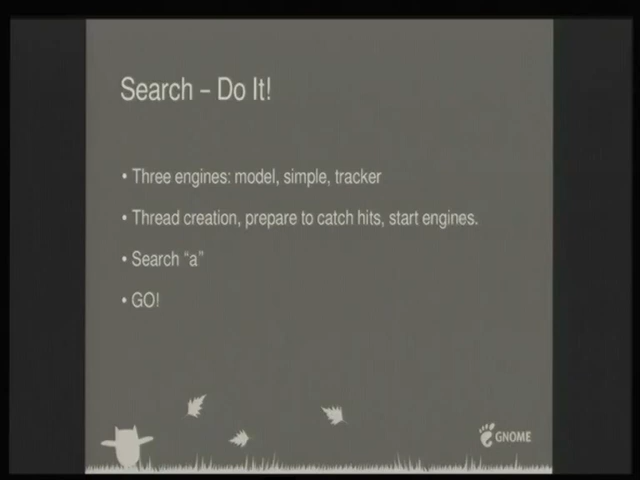 Search – Do It!
• Three engines: model, simple, tracker
• Thread creation, prepare to catch hits, start engines.
• Search “a”
• GO!
GNOME